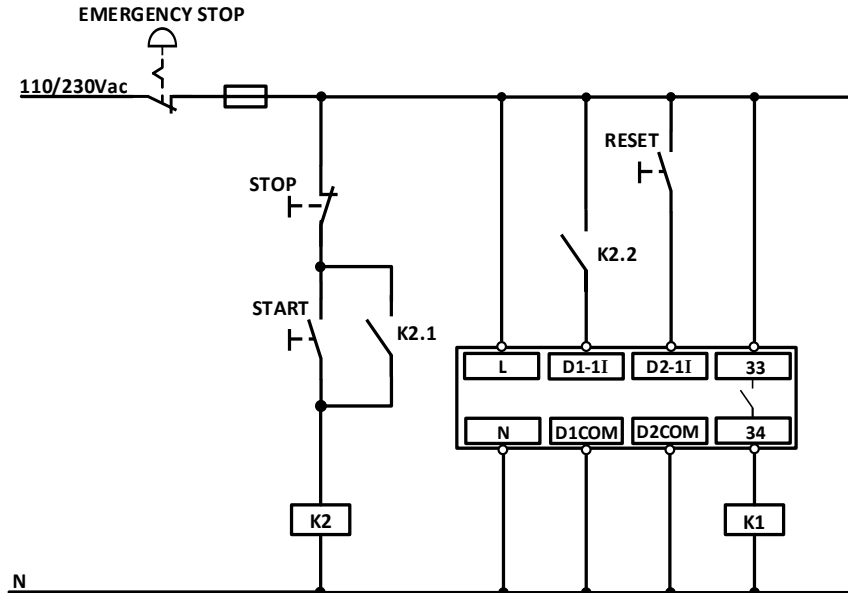 EMERGENCY STOP
110/230Vac
RESET
STOP
K2.2
START
K2.1
L
D1-1I
D2-1I
33
N
D1COM
D2COM
34
K2
K1
N